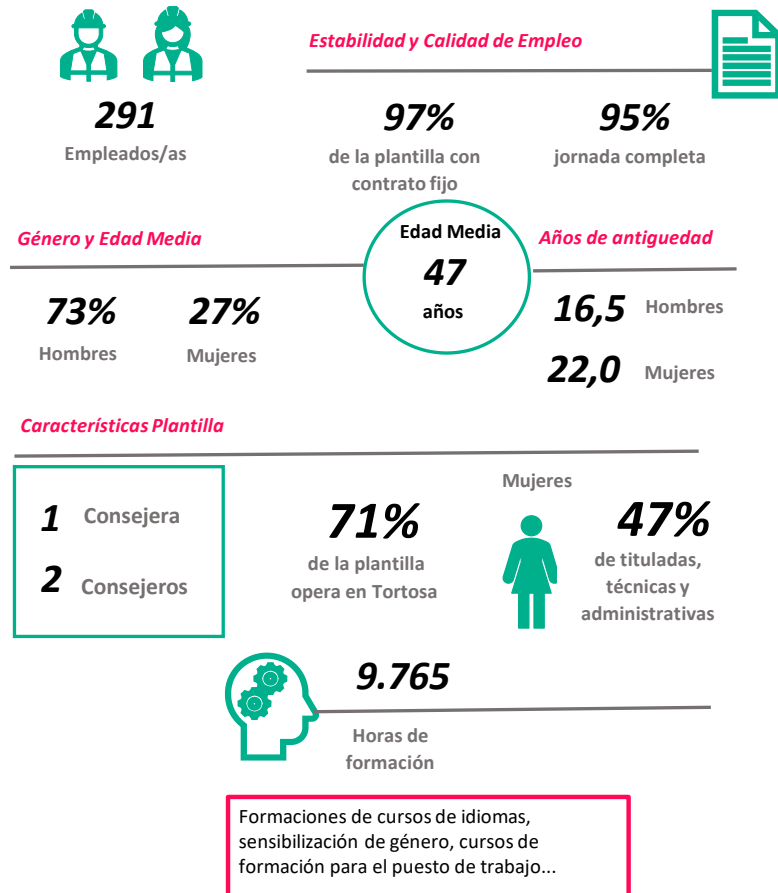 291
Empleados/as
Estabilidad y Calidad de Empleo
97%
de la plantilla con
contrato fijo
95%
jornada completa
Género y Edad Media
73%
Hombres
27%
Mujeres
Edad Media
47
años
Años de antiguedad
16,5 Hombres
22,0 Mujeres
Característícas Plantilla
1 Consejera
2 Consejeros
71%
de la plantilla
opera en Tortosa
Mujeres
47%
de tituladas,
técnicas y
administrativas
9.765
Horas de
formación
Formaciones de cursos de idiomas,
sensibilización de género, cursos de
formación para el puesto de trabajo...